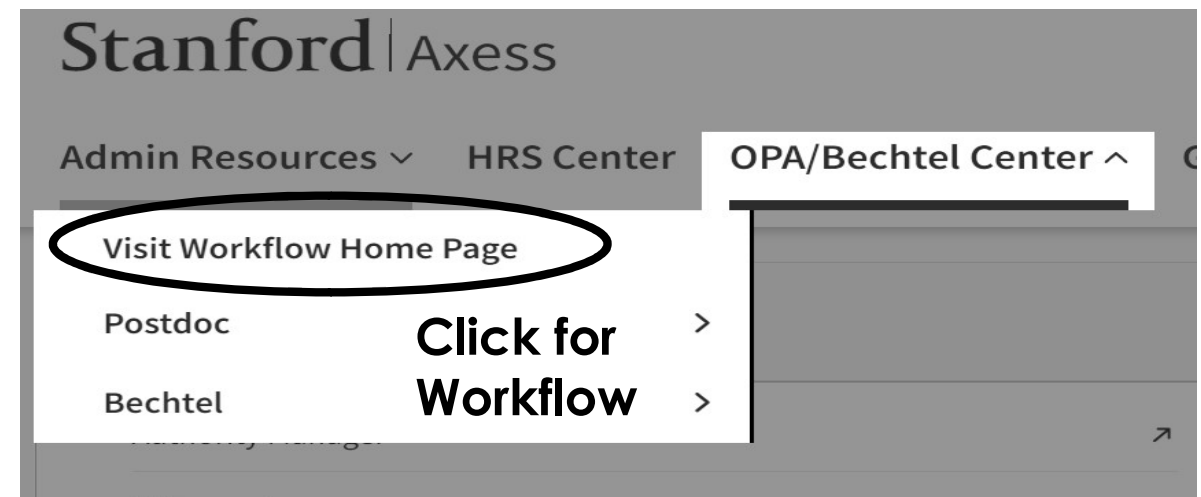 Stanford | Axess
Admin Resources HRS Center OPA/Bechtel Center
Visit Workflow Home Page
Postdoc
Bechtel
Click for
Workflow